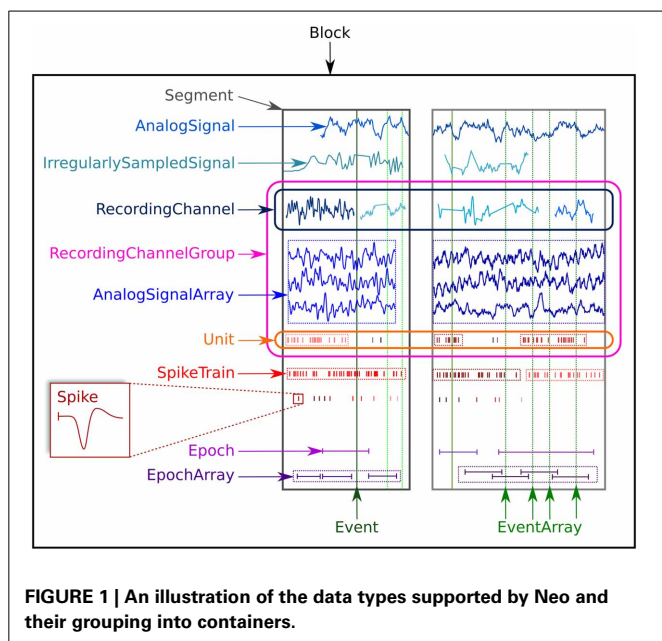 Block
Segment
AnalogSignal
IrregularlySampledSignal
RecordingChannel
RecordingChannelGroup
AnalogSignalArray
Unit
SpikeTrain
Spike
Epoch
EpochArray
Event
EventArray
FIGURE 1 | An illustration of the data types supported by Neo and
their grouping into containers.